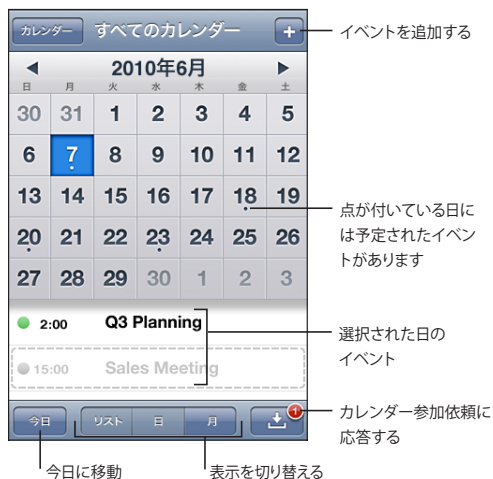 カレンダー すべてのカレンダー +
イベントを追加する
2010年6月
日 月 火 水 木 金 土
30 31 1 2 3 4 5
6 7 8 9 10 11 12
13 14 15 16 17 18 19
20 21 22 23 24 25 26
27 28 29 30 1 2 3
点が付いている日に
は予定されたイベン
トがあります
2:00 Q3 Planning
15:00 Sales Meeting
選択された日の
イベント
今日 リスト 日 月 1
カレンダー参加依頼に
応答する
今日に移動 表示を切り替える